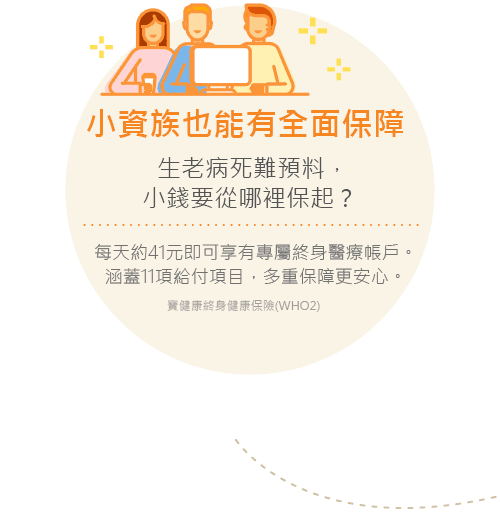 小資族也能有全面保障
生老病死難預料，
小錢要從哪裡保起？
每天約41元即可享有專屬終身醫療帳戶。
涵蓋11項給付項目，多重保障更安心。
寶健康終身健康保險(WHO2)